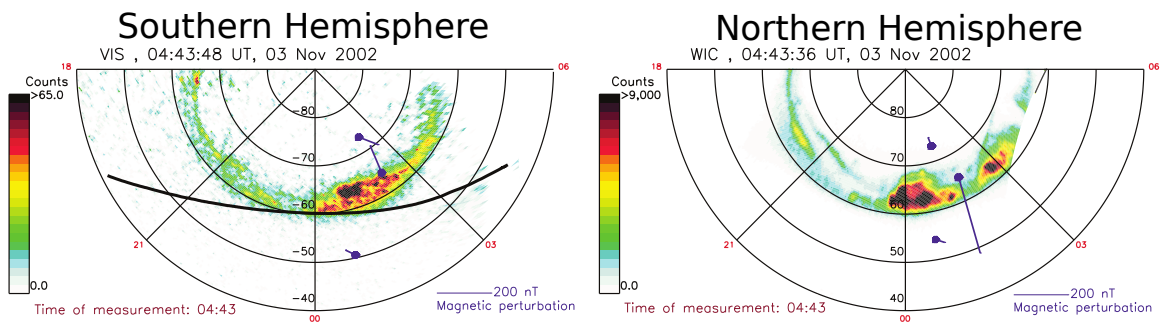 Southern Hemisphere
VIS , 04:43:48 UT, 03 Nov 2002
18
06
Counts
>65.0
0.0
−80
−70
−60
−50
−40
21
03
00
200 nT
Magnetic perturbation
Time of measurement: 04:43
Northern Hemisphere
WIC , 04:43:36 UT, 03 Nov 2002
18
06
Counts
>9,000
0.0
80
70
60
50
40
21
03
00
200 nT
Magnetic perturbation
Time of measurement: 04:43